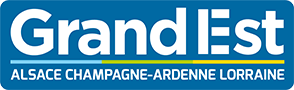 Grand Est
ALSACE CHAMPAGNE-ARDENNE LORRAINE